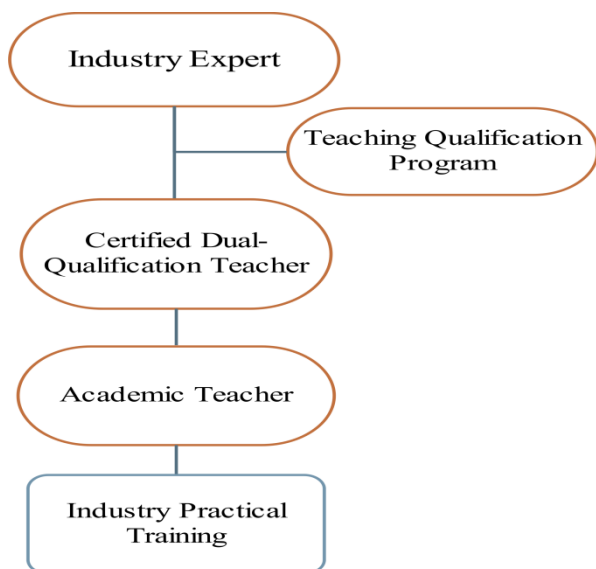 Industry Expert
Teaching Qualification
Program
Certified Dual-
Qualification Teacher
Academic Teacher
Industry Practical
Training